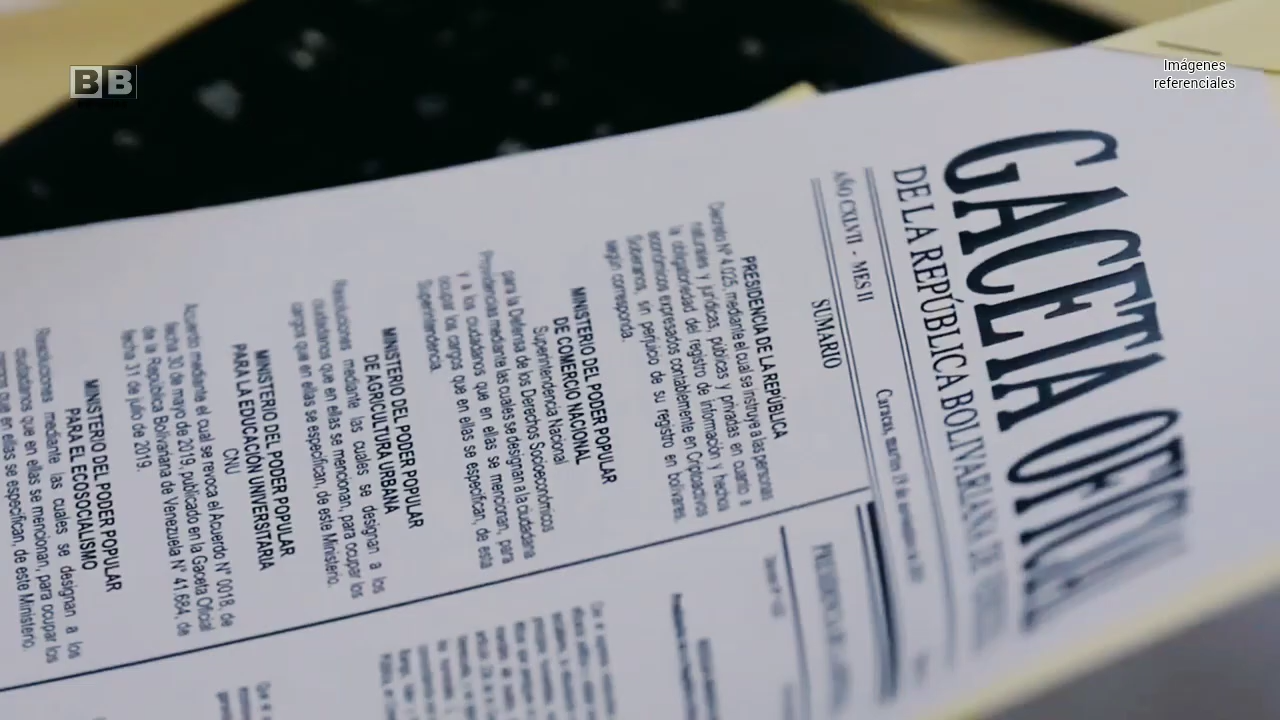 BB
Imágenes
referenciales
GACETA OFICIAL
DE LA REPÚBLICA BOLIVARIANA DE
AÑO CXLVII - MES II
Caracas, martes 19 de
SUMARIO
PRESIDENCIA DE LA REPÚBLICA
Decreto N° 4.025, mediante el cual se instruye a las personas
naturales y jurídicas, públicas y privadas en cuanto a
la obligatoriedad del registro de información y hechos
económicos expresados contablemente en Criptoactivos
Soberanos, sin perjuicio de su registro en bolívares,
según corresponda.
MINISTERIO DEL PODER POPULAR
DE COMERCIO NACIONAL
Superintendencia Nacional
para la Defensa de los Derechos Socioeconómicos
Providencias mediante las cuales se designan a la ciudadana
y a los ciudadanos que en ellas se mencionan, para
ocupar los cargos que en ellas se especifican, de esta
Superintendencia.
MINISTERIO DEL PODER POPULAR
DE AGRICULTURA URBANA
Resoluciones mediante las cuales se designan a los
ciudadanos que en ellas se mencionan, para ocupar los
cargos que en ellas se especifican, de este Ministerio.
MINISTERIO DEL PODER POPULAR
PARA LA EDUCACIÓN UNIVERSITARIA
CNU
Acuerdo mediante el cual se revoca el Acuerdo N° 0018, de
fecha 30 de mayo de 2019, publicado en la Gaceta Oficial
de la República Bolivariana de Venezuela N° 41.684, de
fecha 31 de julio de 2019.
MINISTERIO DEL PODER POPULAR
PARA EL ECOSOCIALISMO
Resoluciones mediante las cuales se designan a los
ciudadanos que en ellas se mencionan, para ocupar los
cargos que en ellas se especifican, de este Ministerio.
PRESIDENCIA DE LA